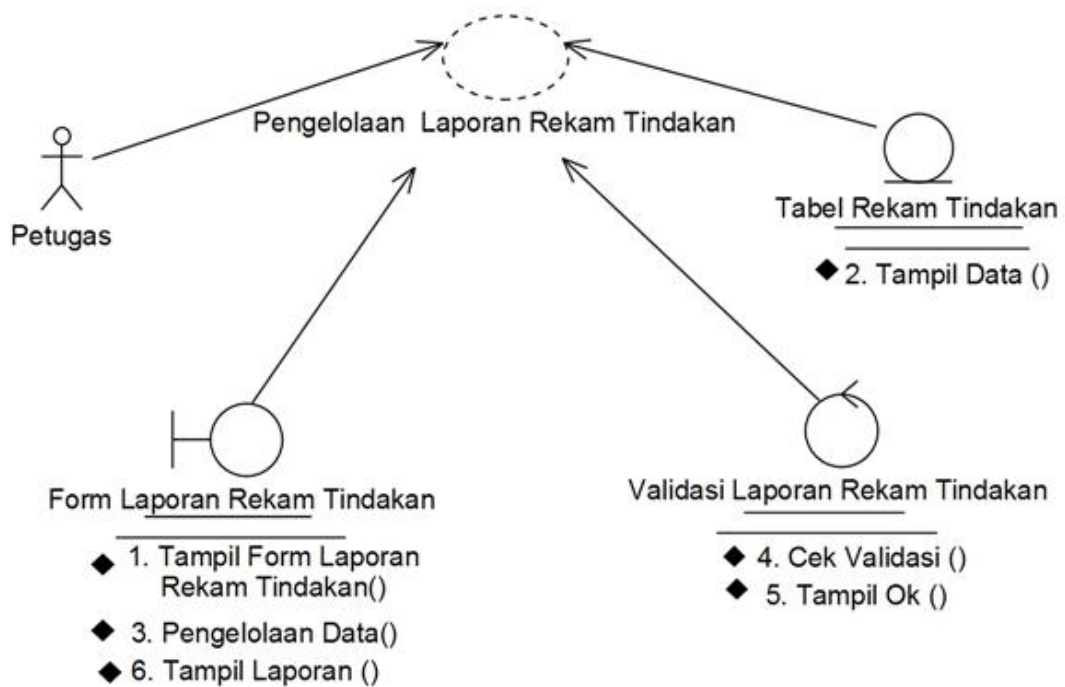 Pengelolaan Laporan Rekam Tindakan
Petugas
Tabel Rekam Tindakan
2. Tampil Data ()
Form Laporan Rekam Tindakan
1. Tampil Form Laporan
Rekam Tindakan()
3. Pengelolaan Data()
6. Tampil Laporan ()
Validasi Laporan Rekam Tindakan
4. Cek Validasi ()
5. Tampil Ok ()